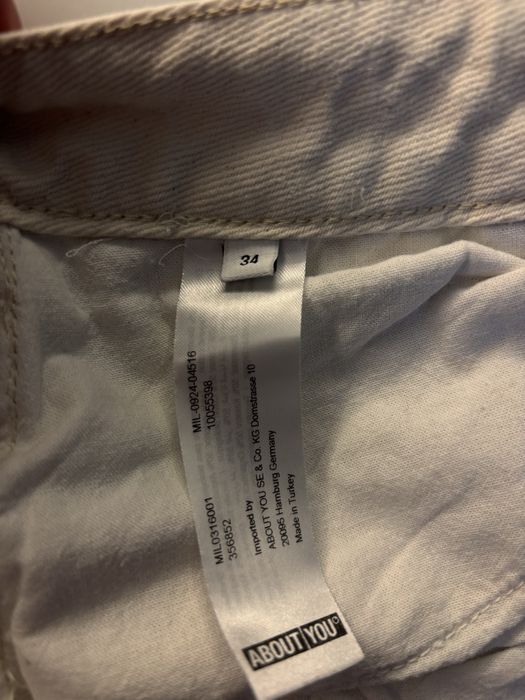 34
MIL0316001 MIL-0924-04516
356852 10055398
Imported by
ABOUT YOU SE & Co. KG Domstrasse 10
20095 Hamburg Germany
Made in Turkey
ABOUT|YOU°